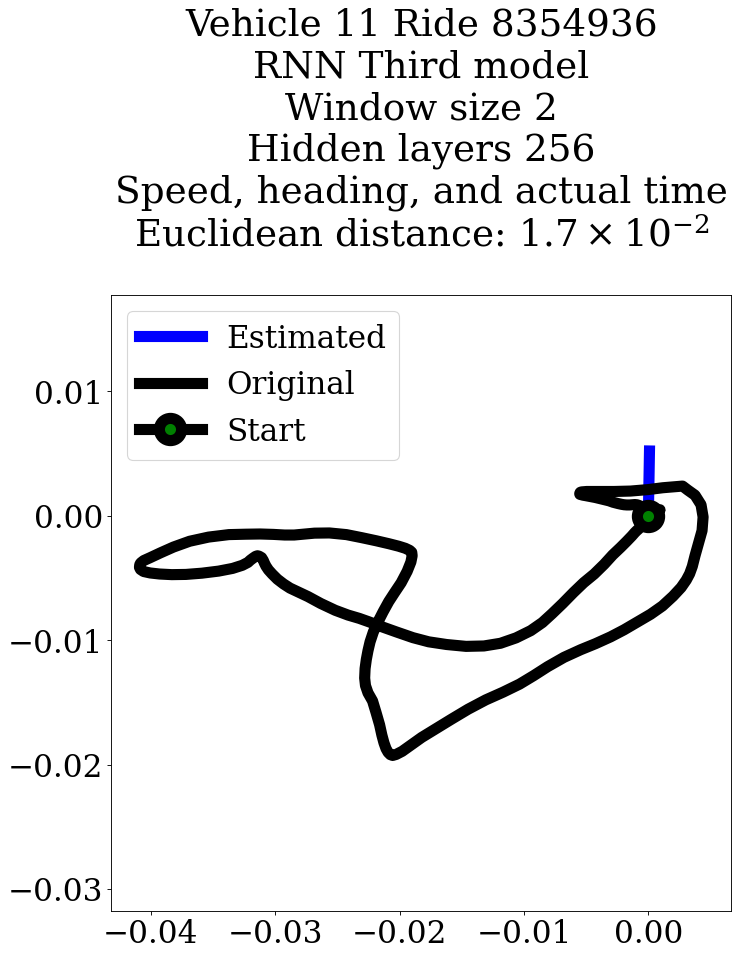 Vehicle 11 Ride 8354936
RNN Third model
Window size 2
Hidden layers 256
Speed, heading, and actual time
Euclidean distance: 1.7 × 10⁻²
Estimated
Original
Start
0.01
0.00
−0.01
−0.02
−0.03
−0.04 −0.03 −0.02 −0.01 0.00